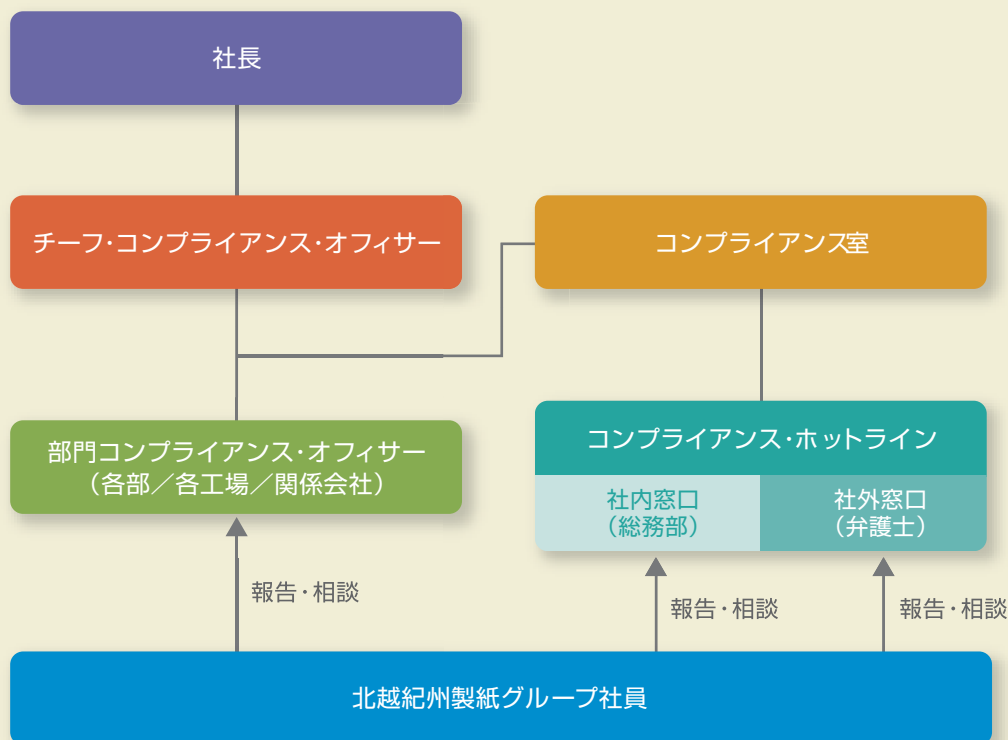 社長
チーフ・コンプライアンス・オフィサー
コンプライアンス室
部門コンプライアンス・オフィサー
（各部／各工場／関係会社）
コンプライアンス・ホットライン
社内窓口
（総務部）
社外窓口
（弁護士）
報告・相談
報告・相談
報告・相談
北越紀州製紙グループ社員